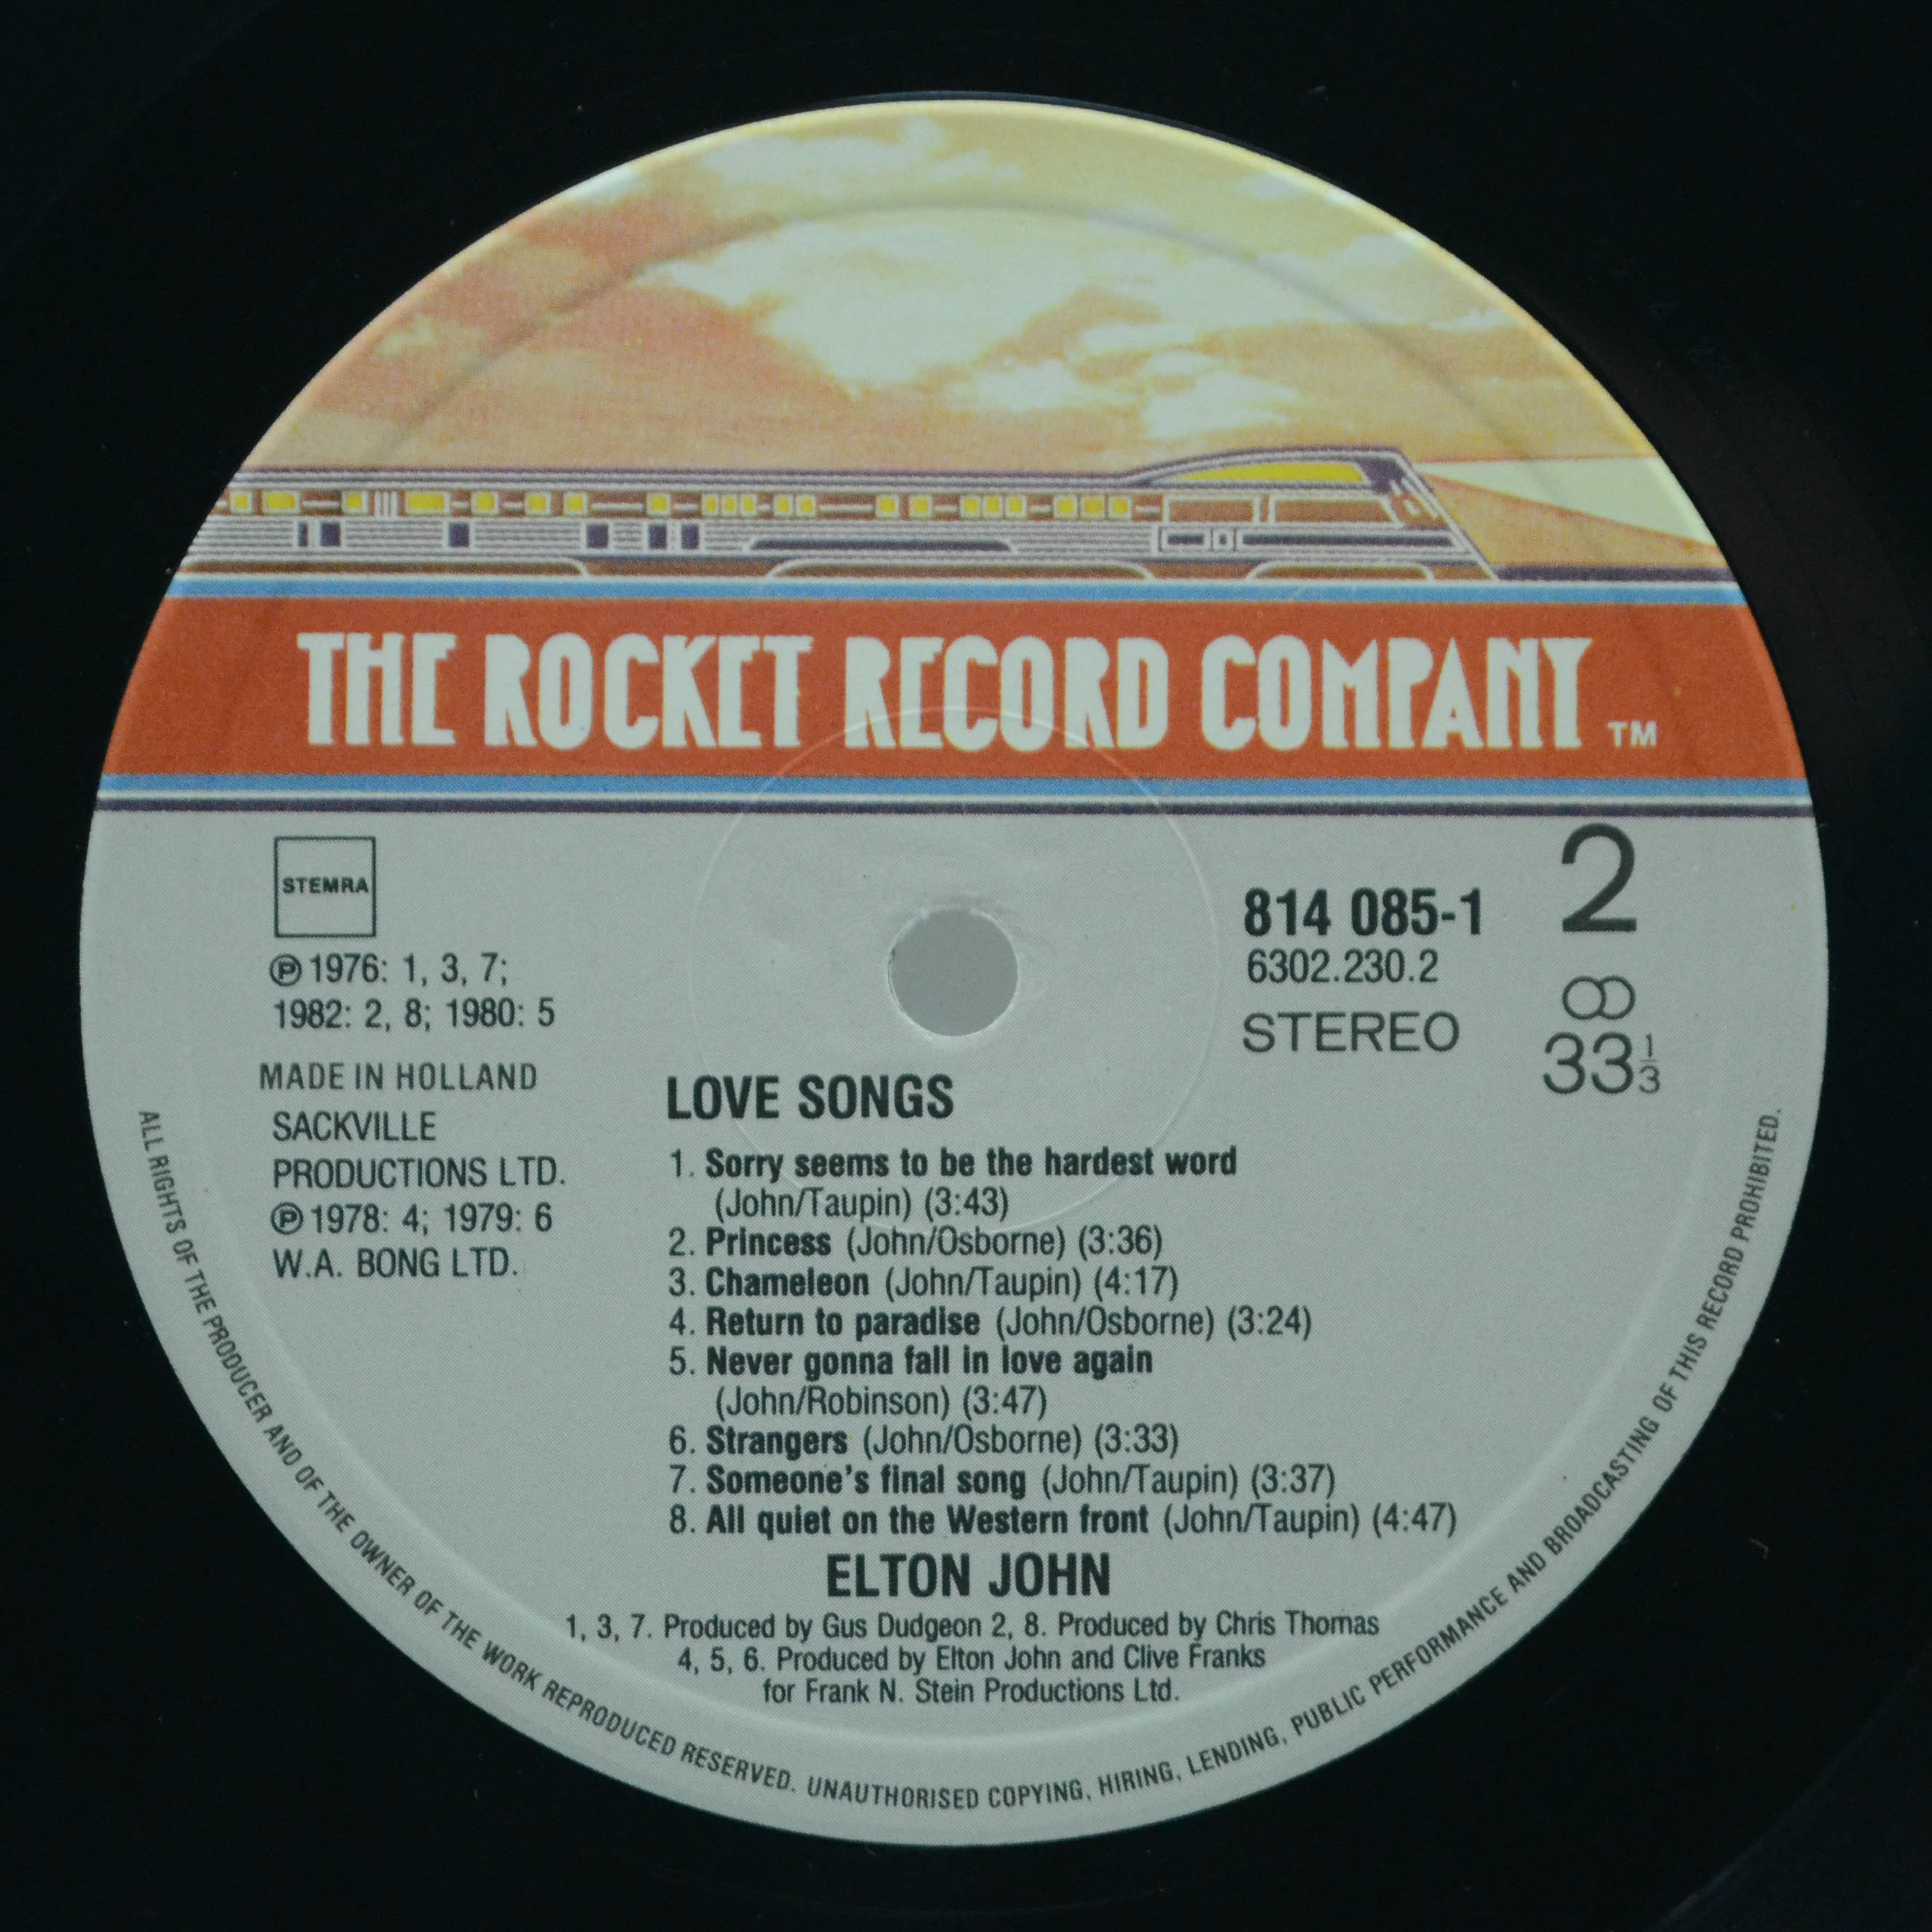 THE ROCKET RECORD COMPANY TM
STEMRA
℗ 1976: 1, 3, 7;
1982: 2, 8; 1980: 5
MADE IN HOLLAND
SACKVILLE
PRODUCTIONS LTD.
℗ 1978: 4; 1979: 6
W.A. BONG LTD.
814 085-1
6302.230.2
STEREO
2
33 1/3
LOVE SONGS
1. Sorry seems to be the hardest word
(John/Taupin) (3:43)
2. Princess (John/Osborne) (3:36)
3. Chameleon (John/Taupin) (4:17)
4. Return to paradise (John/Osborne) (3:24)
5. Never gonna fall in love again
(John/Robinson) (3:47)
6. Strangers (John/Osborne) (3:33)
7. Someone's final song (John/Taupin) (3:37)
8. All quiet on the Western front (John/Taupin) (4:47)
ELTON JOHN
1, 3, 7. Produced by Gus Dudgeon 2, 8. Produced by Chris Thomas
4, 5, 6. Produced by Elton John and Clive Franks
for Frank N. Stein Productions Ltd.
ALL RIGHTS OF THE PRODUCER AND OF THE OWNER OF THE WORK REPRODUCED RESERVED. UNAUTHORISED COPYING, HIRING, LENDING, PUBLIC PERFORMANCE AND BROADCASTING OF THIS RECORD PROHIBITED.